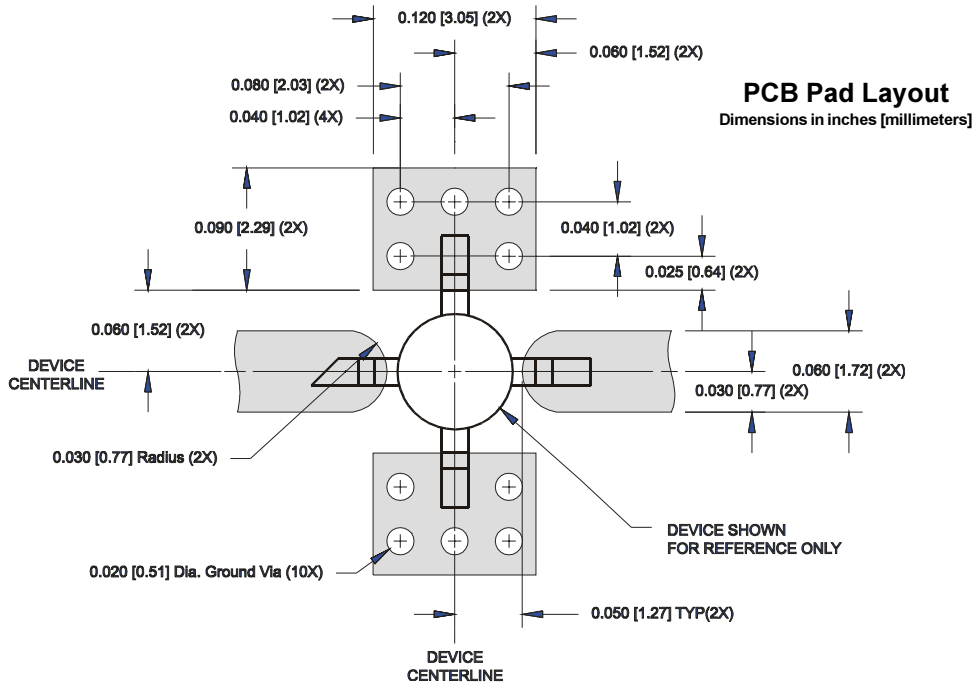 0.120 [3.05] (2X)
0.060 [1.52] (2X)
0.080 [2.03] (2X)
PCB Pad Layout
0.040 [1.02] (4X)
Dimensions in inches [millimeters]
0.090 [2.29] (2X)
0.040 [1.02] (2X)
0.025 [0.64] (2X)
0.060 [1.52] (2X)
DEVICE
CENTERLINE
0.060 [1.72] (2X)
0.030 [0.77] (2X)
0.030 [0.77] Radius (2X)
DEVICE SHOWN
FOR REFERENCE ONLY
0.020 [0.51] Dia. Ground Via (10X)
0.050 [1.27] TYP(2X)
DEVICE
CENTERLINE